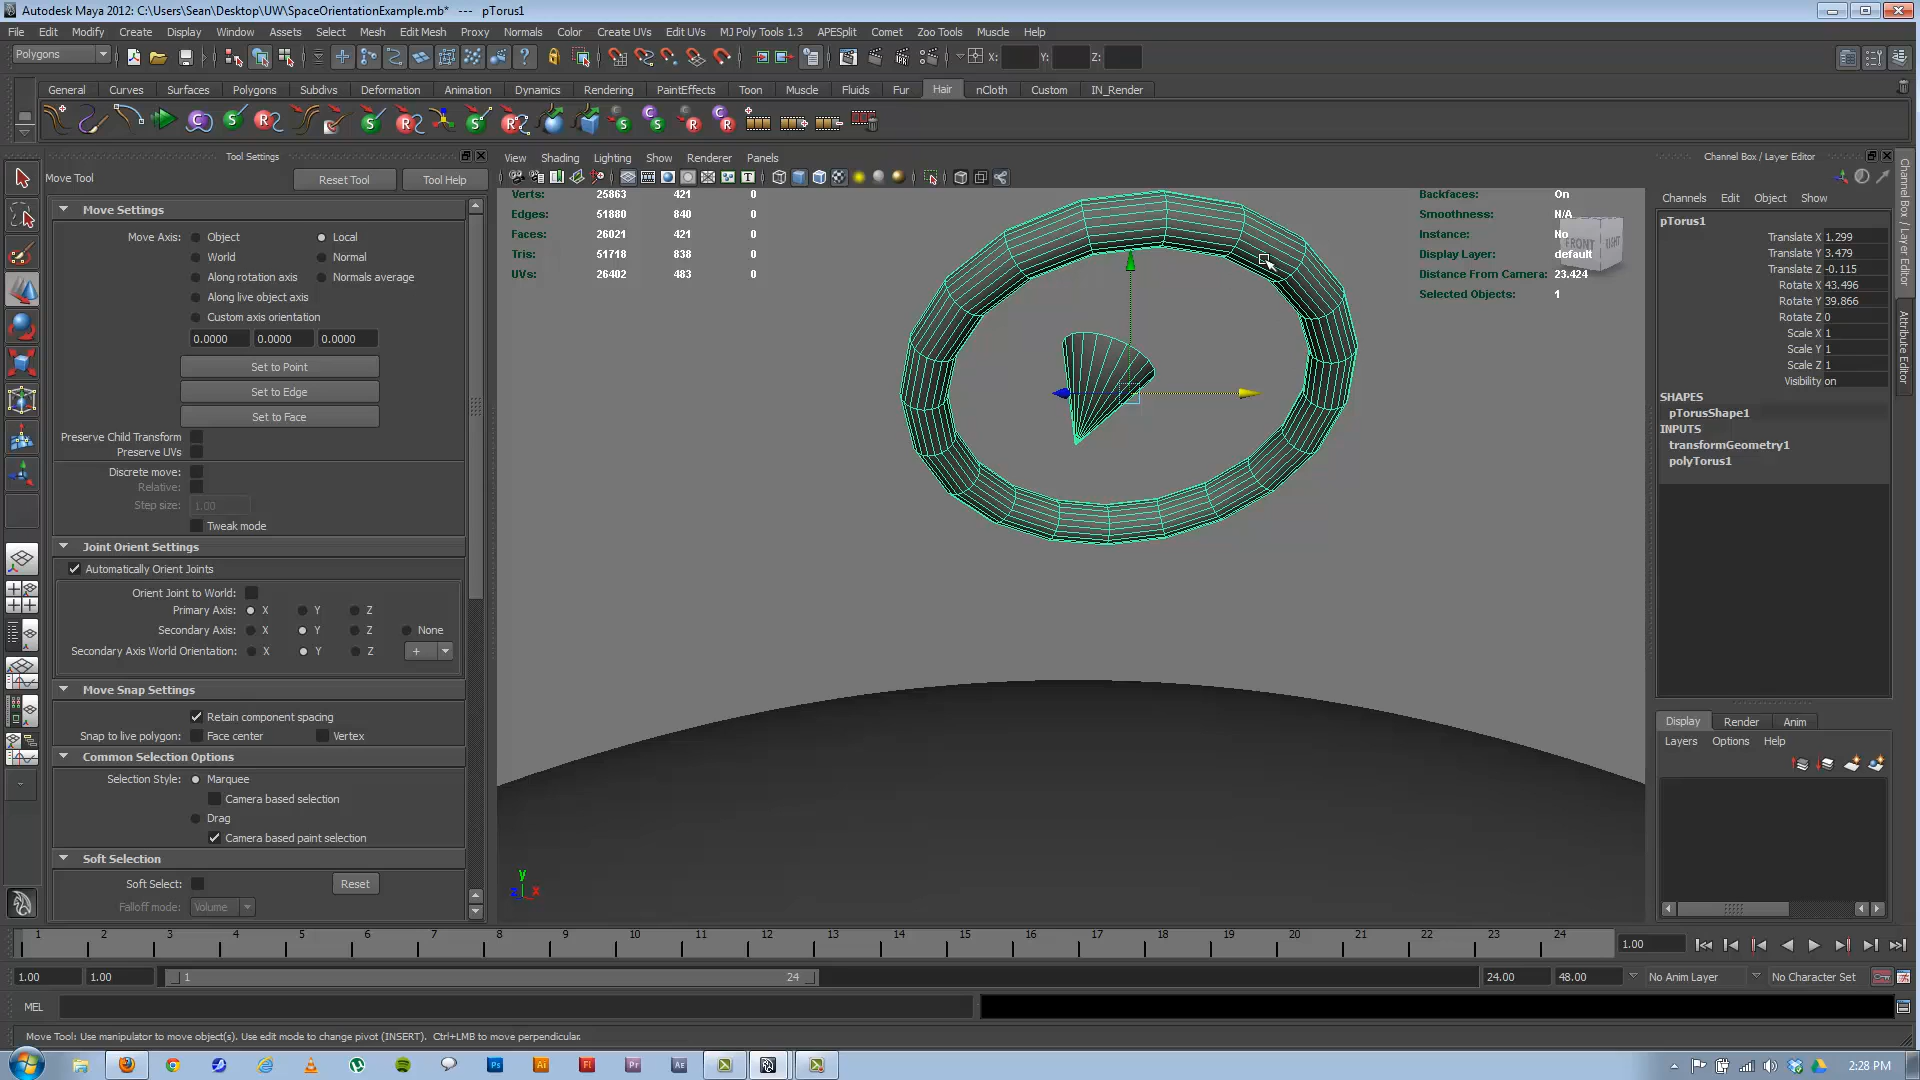 Autodesk Maya 2012: C:\Users\Sean\Desktop\UW\SpaceOrientationExample.mb* --- pTorus1
File Edit Modify Create Display Window Assets Select Mesh Edit Mesh Proxy Normals Color Create UVs Edit UVs MJ Poly Tools 1.3 APESplit Comet Zoo Tools Muscle Help
Polygons X: Y: Z:
General Curves Surfaces Polygons Subdivs Deformation Animation Dynamics Rendering PaintEffects Toon Muscle Fluids Fur Hair nCloth Custom IN_Render
Tool Settings
Move Tool Reset Tool Tool Help
Move Settings
Move Axis: Object Local
World Normal
Along rotation axis Normals average
Along live object axis
Custom axis orientation
0.0000 0.0000 0.0000
Set to Point
Set to Edge
Set to Face
Preserve Child Transform
Preserve UVs
Discrete move:
Relative:
Step size: 1.00
Tweak mode
Joint Orient Settings
Automatically Orient Joints
Orient Joint to World:
Primary Axis: X Y Z
Secondary Axis: X Y Z None
Secondary Axis World Orientation: X Y Z +
Move Snap Settings
Retain component spacing
Snap to live polygon: Face center Vertex
Common Selection Options
Selection Style: Marquee
Camera based selection
Drag
Camera based paint selection
Soft Selection
Soft Select: Reset
Falloff mode: Volume
View Shading Lighting Show Renderer Panels
Verts: 25863 421 0
Edges: 51880 840 0
Faces: 26021 421 0
Tris: 51718 838 0
UVs: 26402 483 0
Backfaces: On
Smoothness: N/A
Instance: No
Display Layer: default
Distance From Camera: 23.424
Selected Objects: 1
FRONT RIGHT
y
z x
Channel Box / Layer Editor
Channels Edit Object Show
pTorus1
Translate X 1.299
Translate Y 3.479
Translate Z -0.115
Rotate X 43.496
Rotate Y 39.866
Rotate Z 0
Scale X 1
Scale Y 1
Scale Z 1
Visibility on
SHAPES
pTorusShape1
INPUTS
transformGeometry1
polyTorus1
Channel Box / Layer Editor
Attribute Editor
Display Render Anim
Layers Options Help
1 2 3 4 5 6 7 8 9 10 11 12 13 14 15 16 17 18 19 20 21 22 23 24 1.00
1.00 1.00 1 24 24.00 48.00 No Anim Layer No Character Set
MEL
Move Tool: Use manipulator to move object(s). Use edit mode to change pivot (INSERT). Ctrl+LMB to move perpendicular.
Ps Ai Fl Pr Ae 2:28 PM